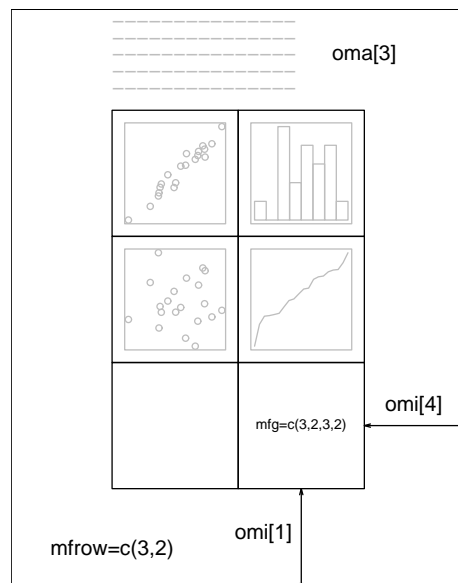 oma[3]
omi[4]
mfg=c(3,2,3,2)
omi[1]
mfrow=c(3,2)